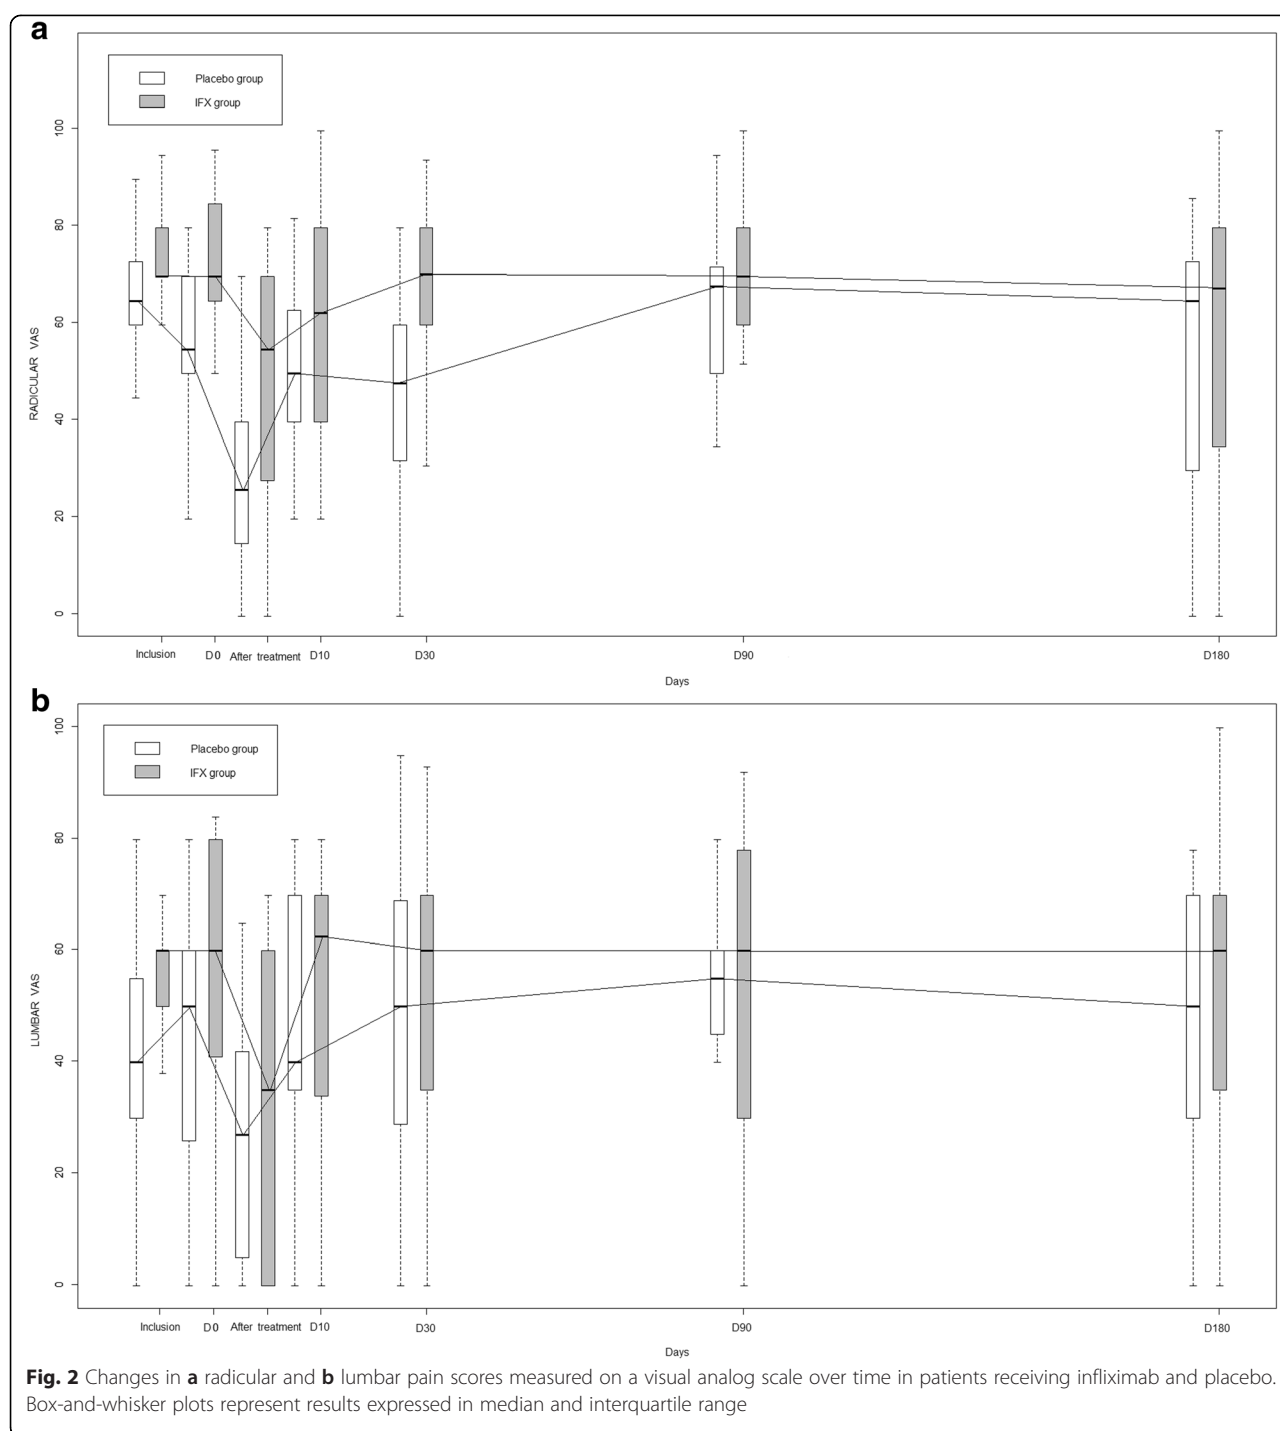 a
Placebo group
IFX group
100
80
60
40
20
0
RADICULAR VAS
Inclusion D0 After treatment D10 D30 D90 D180
Days
b
Placebo group
IFX group
100
80
60
40
20
0
LUMBAR VAS
Inclusion D0 After treatment D10 D30 D90 D180
Days
Fig. 2 Changes in a radicular and b lumbar pain scores measured on a visual analog scale over time in patients receiving infliximab and placebo.
Box-and-whisker plots represent results expressed in median and interquartile range